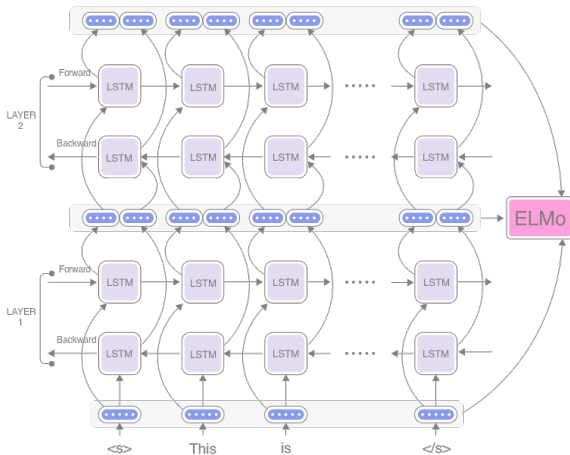 Forward
LSTM LSTM LSTM LSTM
LAYER
2
Backward
LSTM LSTM LSTM LSTM
ELMo
Forward
LSTM LSTM LSTM LSTM
LAYER
1
Backward
LSTM LSTM LSTM LSTM
<s> This is </s>